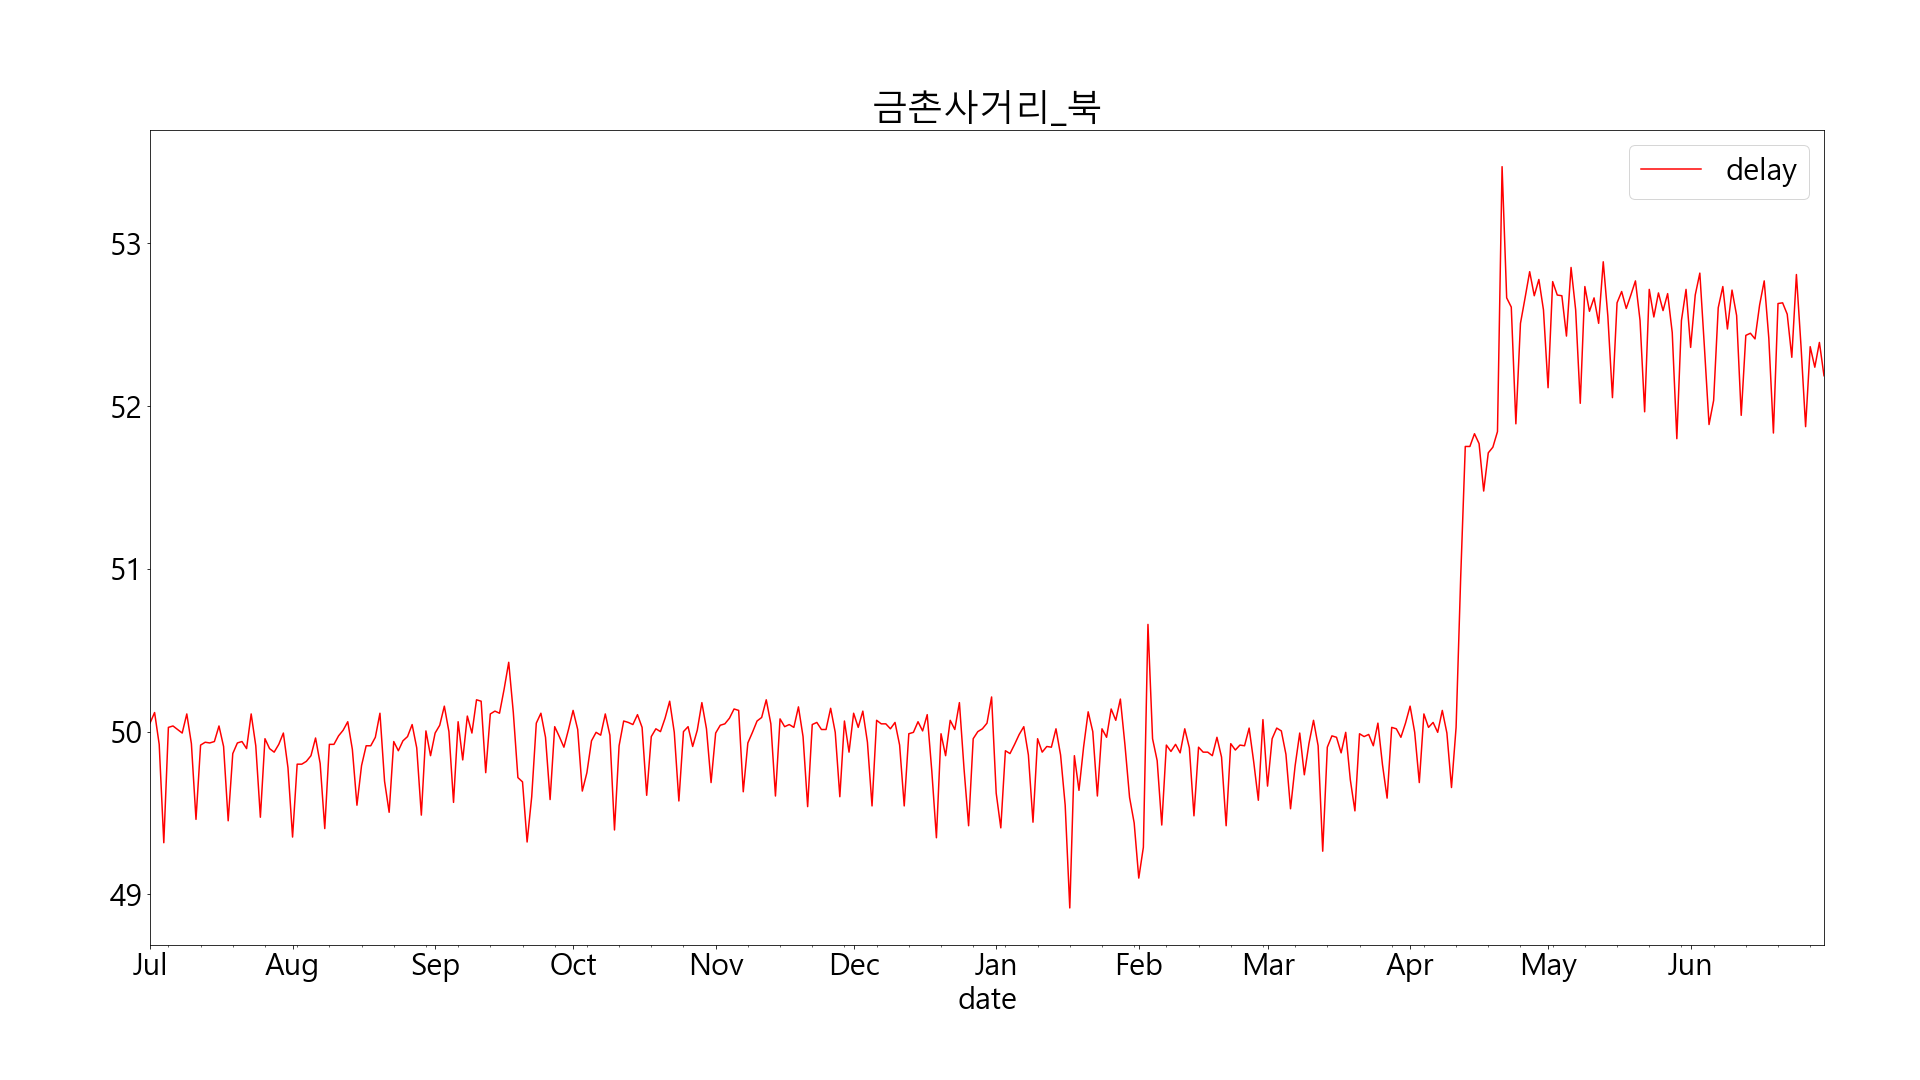 금촌사거리_북
delay
53
52
51
50
49
Jul Aug Sep Oct Nov Dec Jan Feb Mar Apr May Jun
date